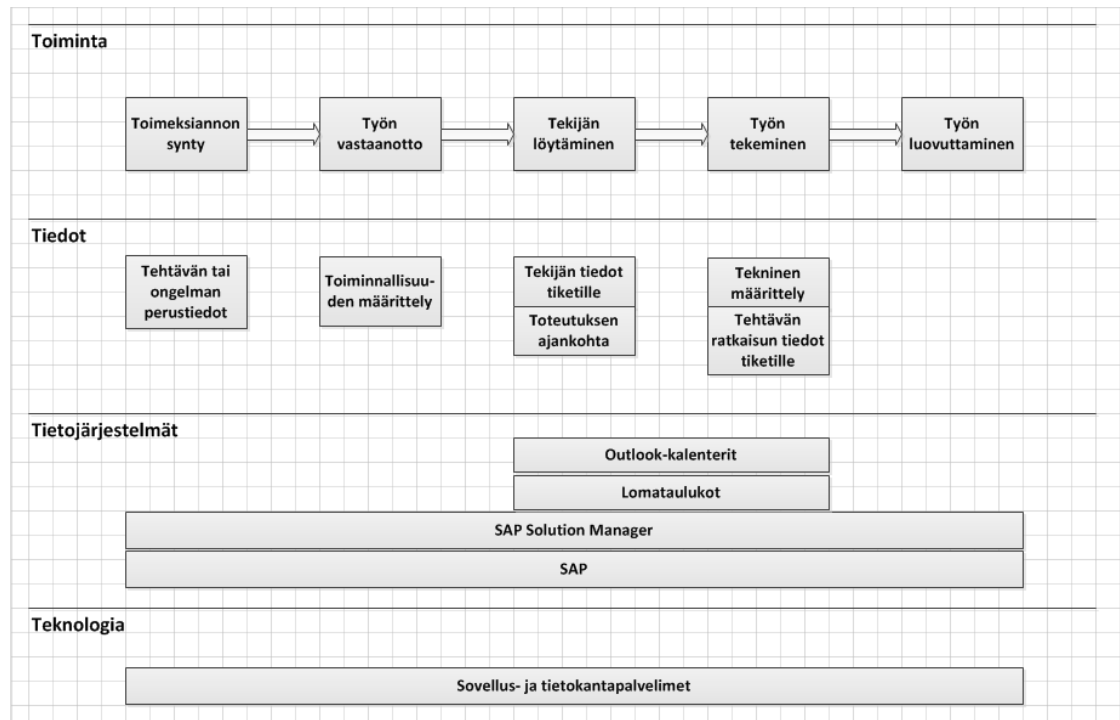 Toiminta
Toimeksiannon
synty
Työn
vastaanotto
Tekijän
löytäminen
Työn
tekeminen
Työn
luovuttaminen
Tiedot
Tehtävän tai
ongelman
perustiedot
Toiminnallisuu-
den määrittely
Tekijän tiedot
tiketille
Toteutuksen
ajankohta
Tekninen
määrittely
Tehtävän
ratkaisun tiedot
tiketille
Tietojärjestelmät
Outlook-kalenterit
Lomataulukot
SAP Solution Manager
SAP
Teknologia
Sovellus- ja tietokantapalvelimet